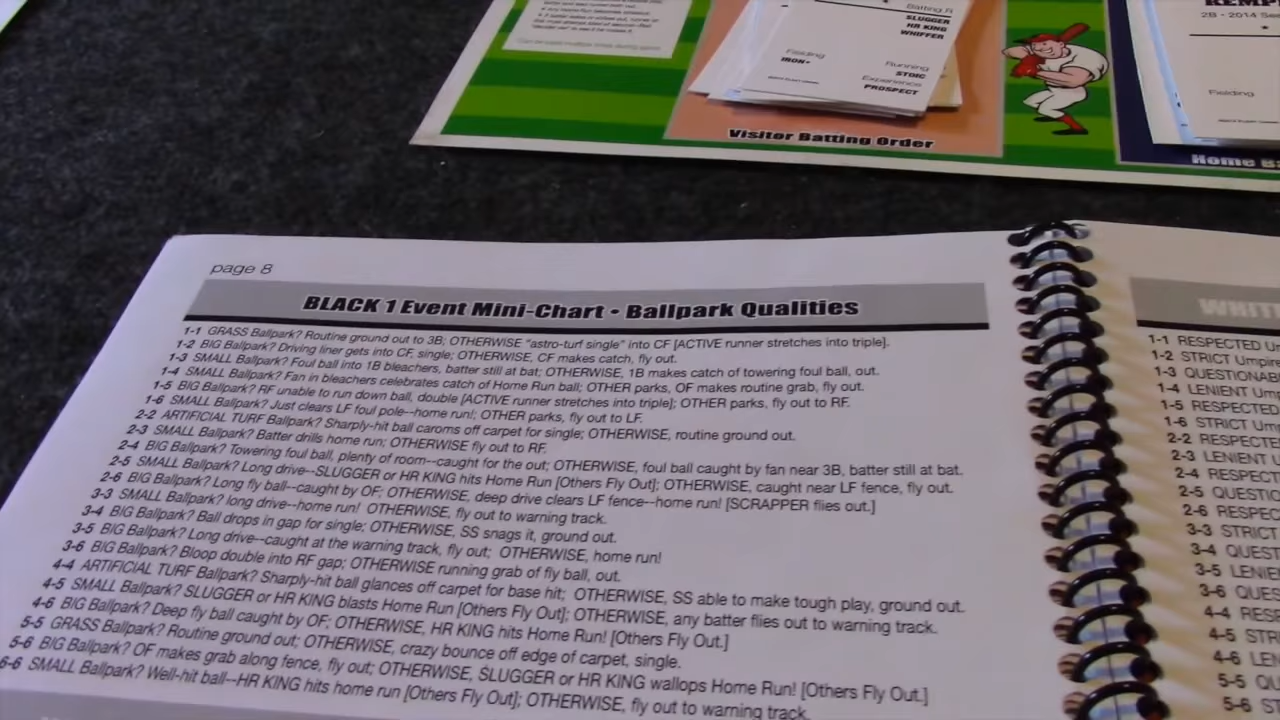 Can be used multiple times during game
Batting R
SLUGGER
HR KING
WHIFFER
Fielding
IRON+
Running
STOIC
Experience
PROSPECT
Visitor Batting Order
2B - 2014 Se
Fielding
Home B
page 8
BLACK 1 Event Mini-Chart • Ballpark Qualities
1-1 GRASS Ballpark? Routine ground out to 3B; OTHERWISE "astro-turf single" into CF [ACTIVE runner stretches into triple].
1-2 BIG Ballpark? Driving liner gets into CF, single; OTHERWISE, CF makes catch, fly out.
1-3 SMALL Ballpark? Foul ball into 1B bleachers, batter still at bat; OTHERWISE, 1B makes catch of towering foul ball, out.
1-4 SMALL Ballpark? Fan in bleachers celebrates catch of Home Run ball; OTHER parks, OF makes routine grab, fly out.
1-5 BIG Ballpark? RF unable to run down ball, double [ACTIVE runner stretches into triple]; OTHER parks, fly out to RF.
1-6 SMALL Ballpark? Just clears LF foul pole--home run!; OTHER parks, fly out to LF.
2-2 ARTIFICIAL TURF Ballpark? Sharply-hit ball caroms off carpet for single; OTHERWISE, routine ground out.
2-3 SMALL Ballpark? Batter drills home run; OTHERWISE fly out to RF.
2-4 BIG Ballpark? Towering foul ball, plenty of room--caught for the out; OTHERWISE, foul ball caught by fan near 3B, batter still at bat.
2-5 SMALL Ballpark? Long drive--SLUGGER or HR KING hits Home Run [Others Fly Out]; OTHERWISE, caught near LF fence, fly out.
2-6 BIG Ballpark? Long fly ball--caught by OF; OTHERWISE, deep drive clears LF fence--home run! [SCRAPPER flies out.]
3-3 SMALL Ballpark? long drive--home run! OTHERWISE, fly out to warning track.
3-4 BIG Ballpark? Ball drops in gap for single; OTHERWISE, SS snags it, ground out.
3-5 BIG Ballpark? Long drive--caught at the warning track, fly out; OTHERWISE, home run!
3-6 BIG Ballpark? Bloop double into RF gap; OTHERWISE running grab of fly ball, out.
4-4 ARTIFICIAL TURF Ballpark? Sharply-hit ball glances off carpet for base hit; OTHERWISE, SS able to make tough play, ground out.
4-5 SMALL Ballpark? SLUGGER or HR KING blasts Home Run [Others Fly Out]; OTHERWISE, any batter flies out to warning track.
4-6 BIG Ballpark? Deep fly ball caught by OF; OTHERWISE, HR KING hits Home Run! [Others Fly Out.]
5-5 GRASS Ballpark? Routine ground out; OTHERWISE, crazy bounce off edge of carpet, single.
5-6 BIG Ballpark? OF makes grab along fence, fly out; OTHERWISE, SLUGGER or HR KING wallops Home Run! [Others Fly Out.]
6-6 SMALL Ballpark? Well-hit ball--HR KING hits home run [Others Fly Out]; OTHERWISE, fly out to warning track.
WHIT
1-1 RESPECTED Um
1-2 STRICT Umpir
1-3 QUESTIONAB
1-4 LENIENT Um
1-5 RESPECTED
1-6 STRICT Um
2-2 RESPECTE
2-3 LENIENT U
2-4 RESPECT
2-5 QUESTIO
2-6 RESPEC
3-3 STRICT
3-4 QUEST
3-5 LENIE
3-6 QUES
4-4 RESP
4-5 STR
4-6 LEN
5-5 QU
5-6 ST